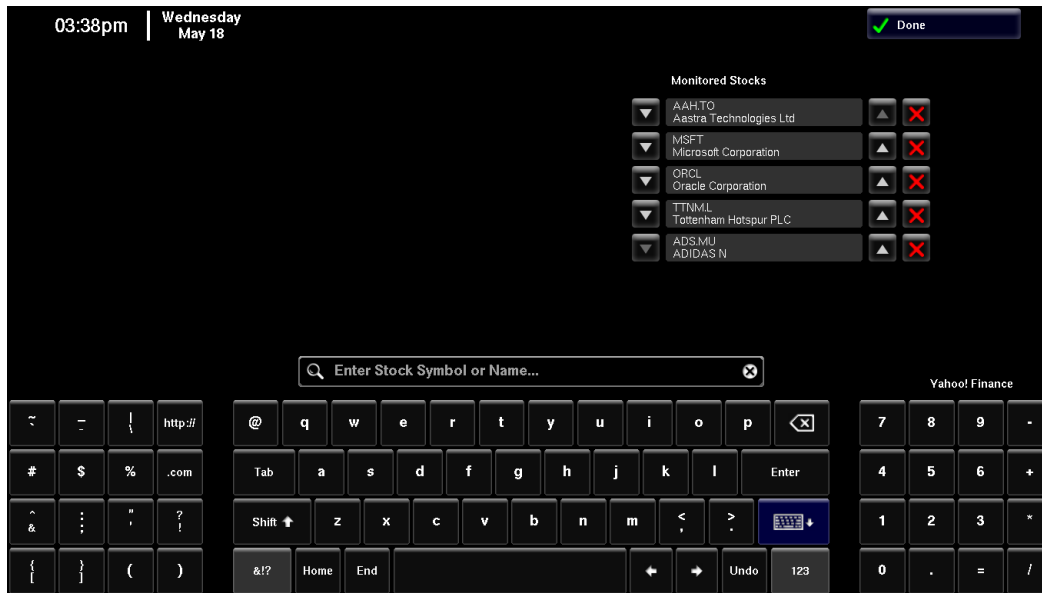 03:38pm
Wednesday
May 18
Done
Monitored Stocks
AAH.TO
Aastra Technologies Ltd
MSFT
Microsoft Corporation
ORCL
Oracle Corporation
TTNM.L
Tottenham Hotspur PLC
ADS.MU
ADIDAS N
Enter Stock Symbol or Name...
Yahoo! Finance
~ ` _ - | \ http:// @ q w e r t y u i o p 7 8 9 -
# $ % .com Tab a s d f g h j k l Enter 4 5 6 +
^ & : ; " ' ? ! Shift z x c v b n m < , > . 1 2 3 *
{ [ } ] ( ) &!? Home End Undo 123 0 . = /